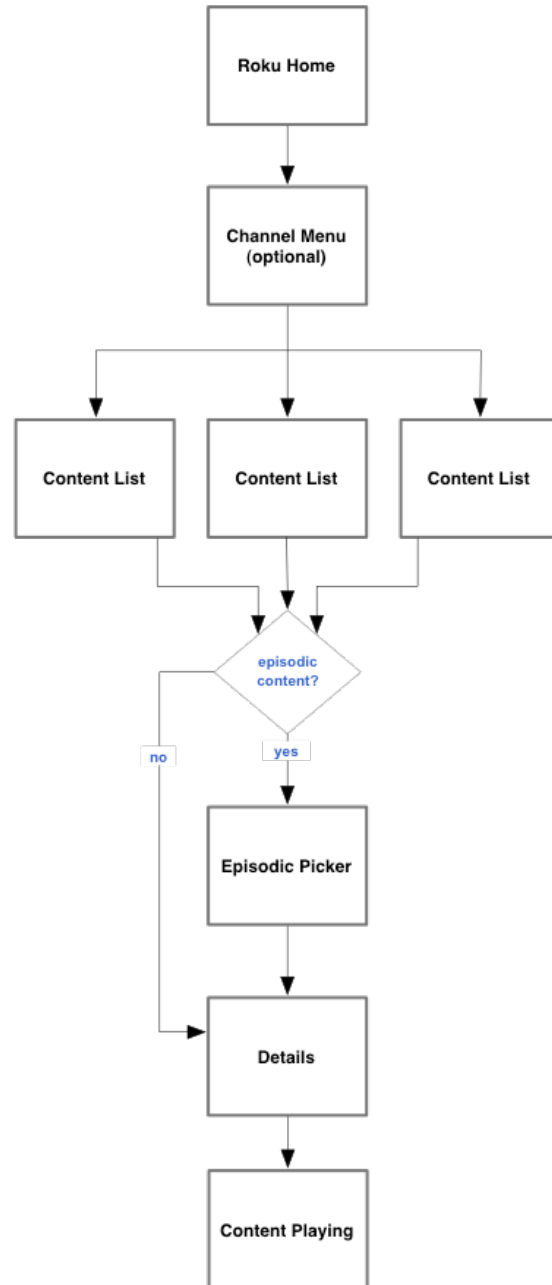 Roku Home
Channel Menu
(optional)
Content List
Content List
Content List
episodic
content?
no
yes
Episodic Picker
Details
Content Playing